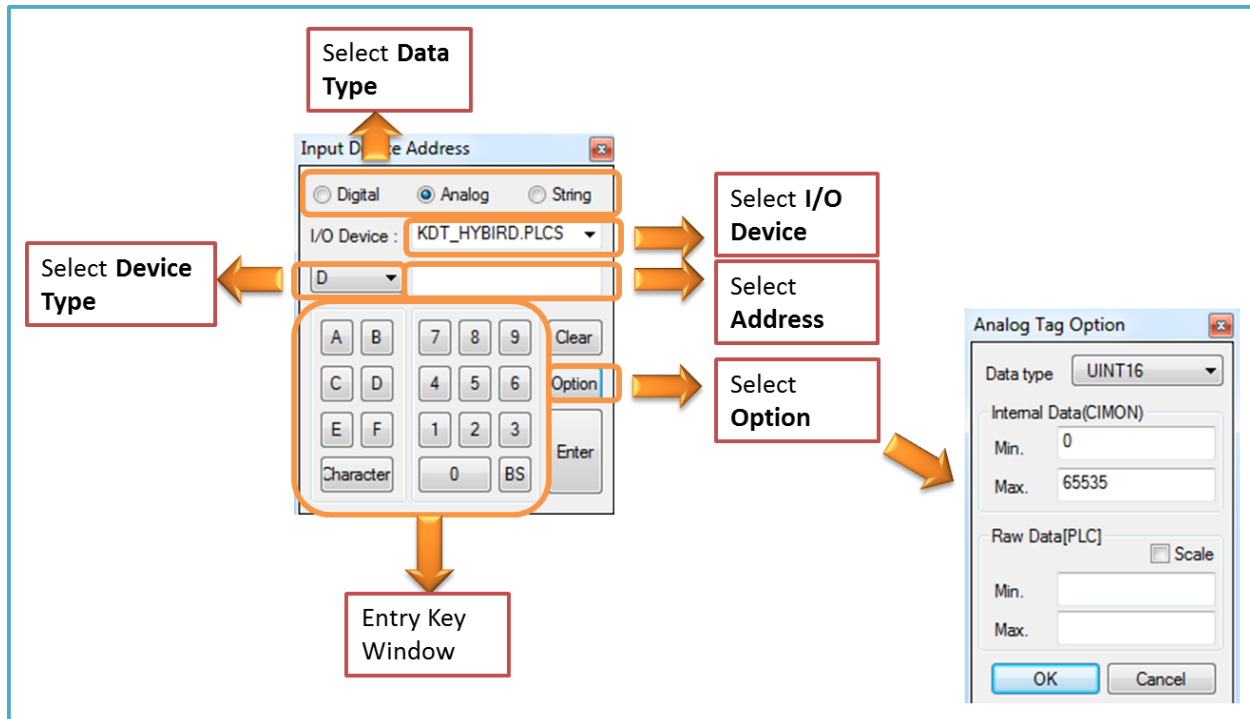 Select Data
Type
Input De
e Address
Digital
Analog
String
I/O Device :
KDT_HYBIRD.PLCS
Select I/O
Device
Select Device
Type
D
Select
Address
A
B
7
8
9
Clear
C
D
4
5
6
Option
Select
Option
E
F
1
2
3
Enter
Character
0
BS
Entry Key
Window
Analog Tag Option
Data type
UINT16
Internal Data(CIMON)
Min.
0
Max.
65535
Raw Data[PLC]
Scale
Min.
Max.
OK
Cancel